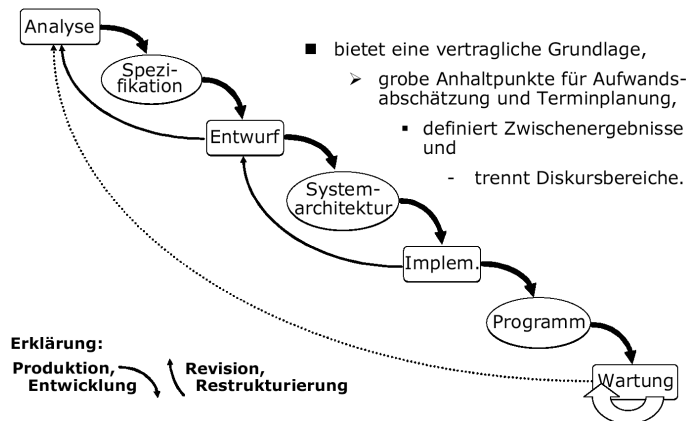 Analyse
Spezi-
fikation
Entwurf
System-
architektur
Implem.
Programm
Wartung
■ bietet eine vertragliche Grundlage,
➢ grobe Anhaltpunkte für Aufwands-
abschätzung und Terminplanung,
▪ definiert Zwischenergebnisse
und
- trennt Diskursbereiche.
Erklärung:
Produktion,
Entwicklung
Revision,
Restrukturierung